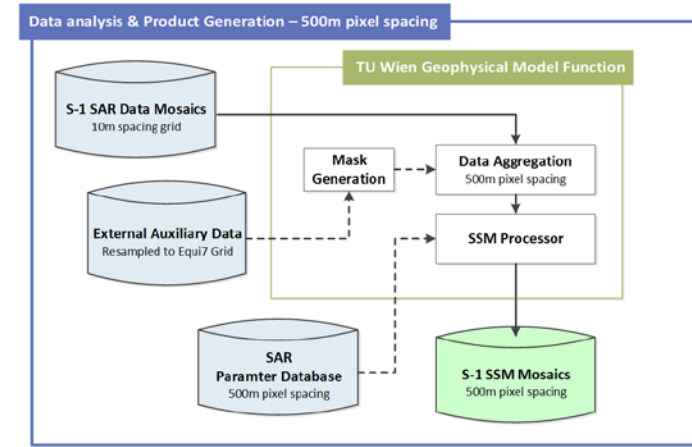 Data analysis & Product Generation – 500m pixel spacing
TU Wien Geophysical Model Function
S-1 SAR Data Mosaics
10m spacing grid
Mask
Generation
Data Aggregation
500m pixel spacing
External Auxiliary Data
Resampled to Equi7 Grid
SSM Processor
SAR
Paramter Database
500m pixel spacing
S-1 SSM Mosaics
500m pixel spacing